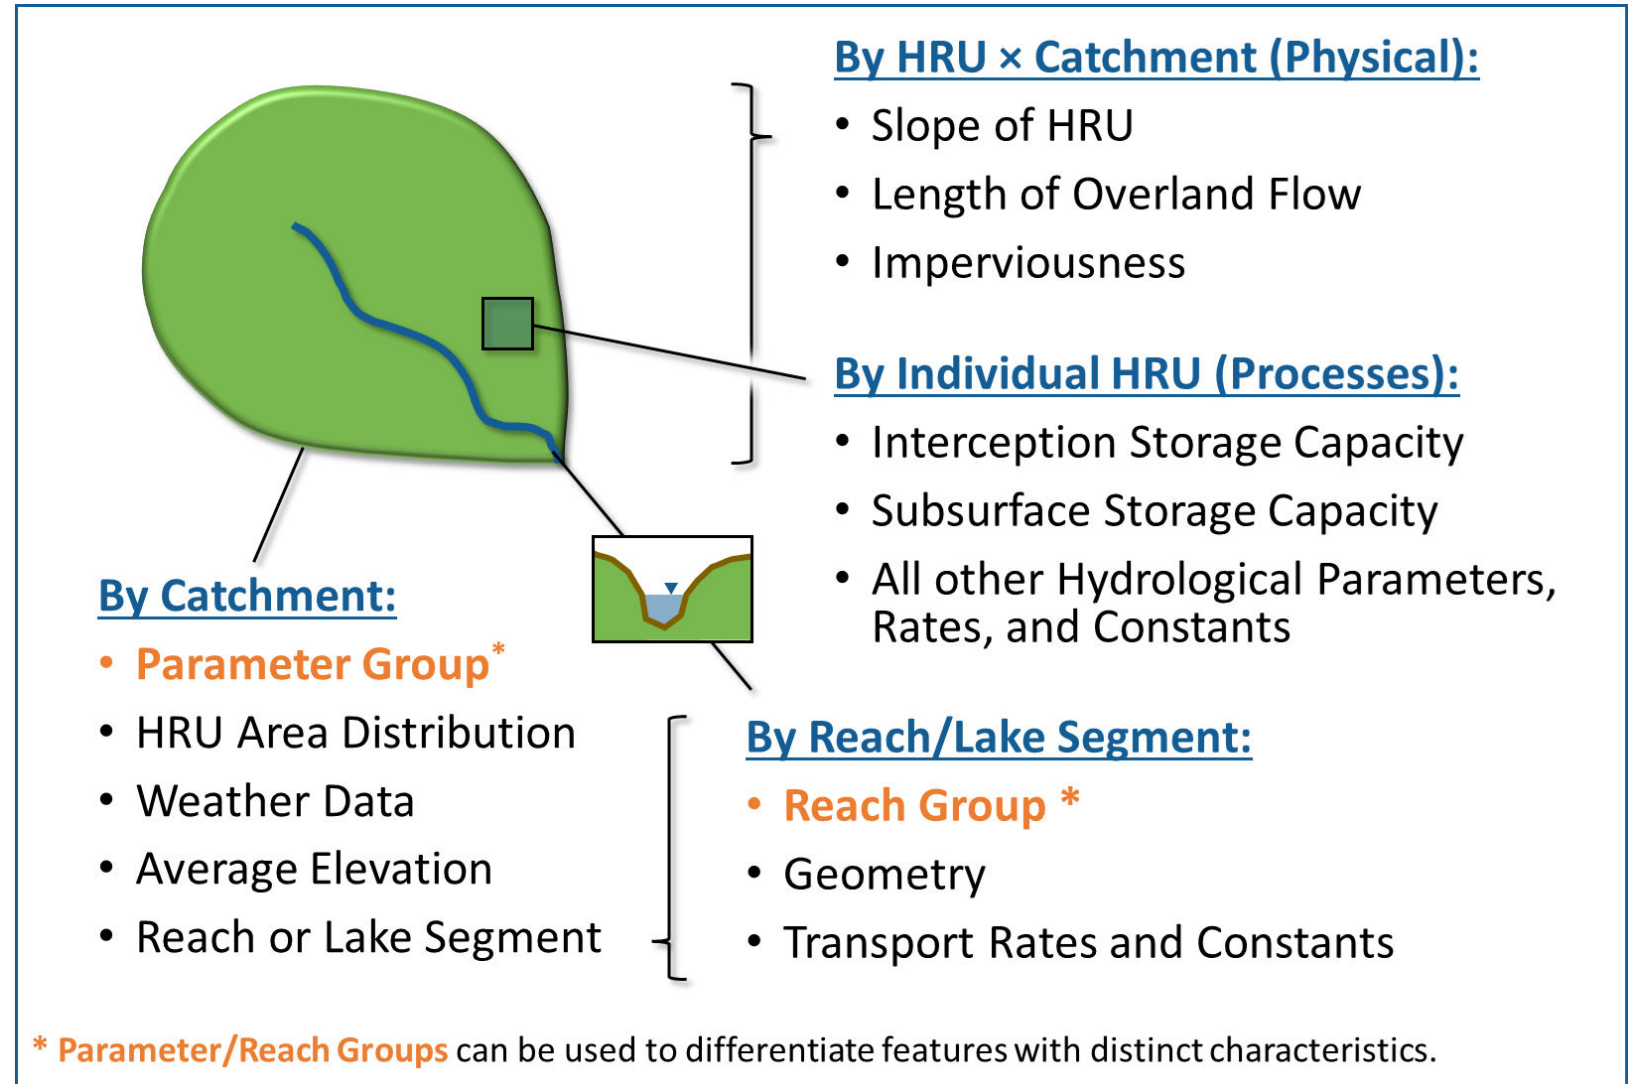 By HRU × Catchment (Physical):
• Slope of HRU
• Length of Overland Flow
• Imperviousness
By Individual HRU (Processes):
• Interception Storage Capacity
• Subsurface Storage Capacity
• All other Hydrological Parameters,
Rates, and Constants
By Catchment:
• Parameter Group*
• HRU Area Distribution
• Weather Data
• Average Elevation
• Reach or Lake Segment
By Reach/Lake Segment:
• Reach Group *
• Geometry
• Transport Rates and Constants
* Parameter/Reach Groups can be used to differentiate features with distinct characteristics.